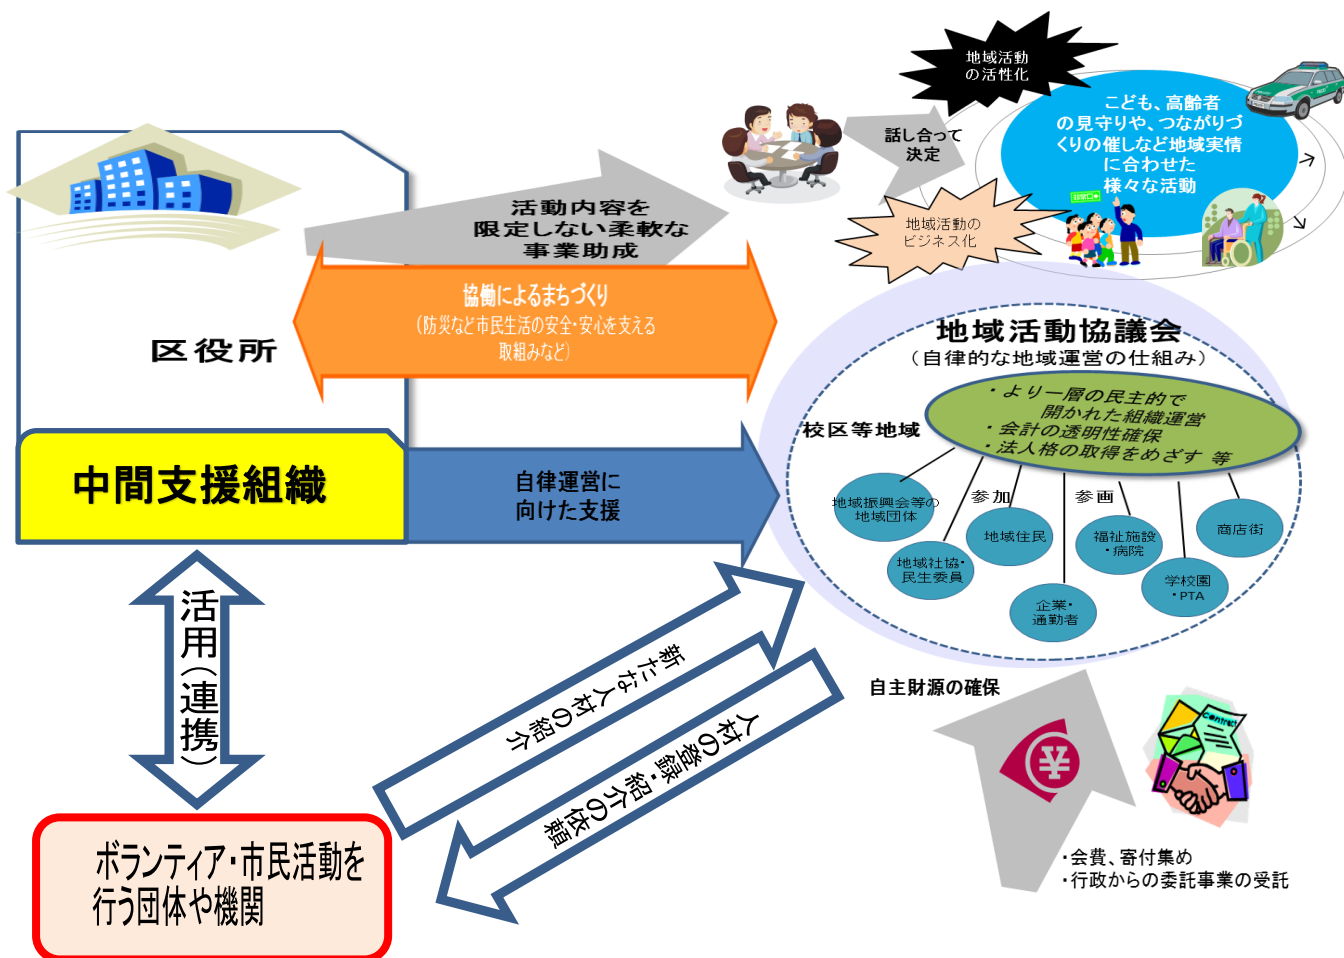 地域活動
の活性化
こども、高齢者
の見守りや、つながりづ
くりの催しなど地域実情
に合わせた
様々な活動
話し合って
決定
地域活動の
ビジネス化
活動内容を
限定しない柔軟な
事業助成
協働によるまちづくり
(防災など市民生活の安全・安心を支える
取組みなど)
区役所
中間支援組織
自律運営に
向けた支援
地域活動協議会
(自律的な地域運営の仕組み)
・より一層の民主的で
開かれた組織運営
・会計の透明性確保
・法人格の取得をめざす 等
校区等地域
参加
参画
地域振興会等の
地域団体
地域社協・
民生委員
地域住民
企業・
通勤者
福祉施設
・病院
学校園
・PTA
商店街
活用(連携)
新たな人材の紹介
人材の登録・紹介の依頼
自主財源の確保
¥
Contract
・会費、寄付集め
・行政からの委託事業の受託
ボランティア・市民活動を
行う団体や機関